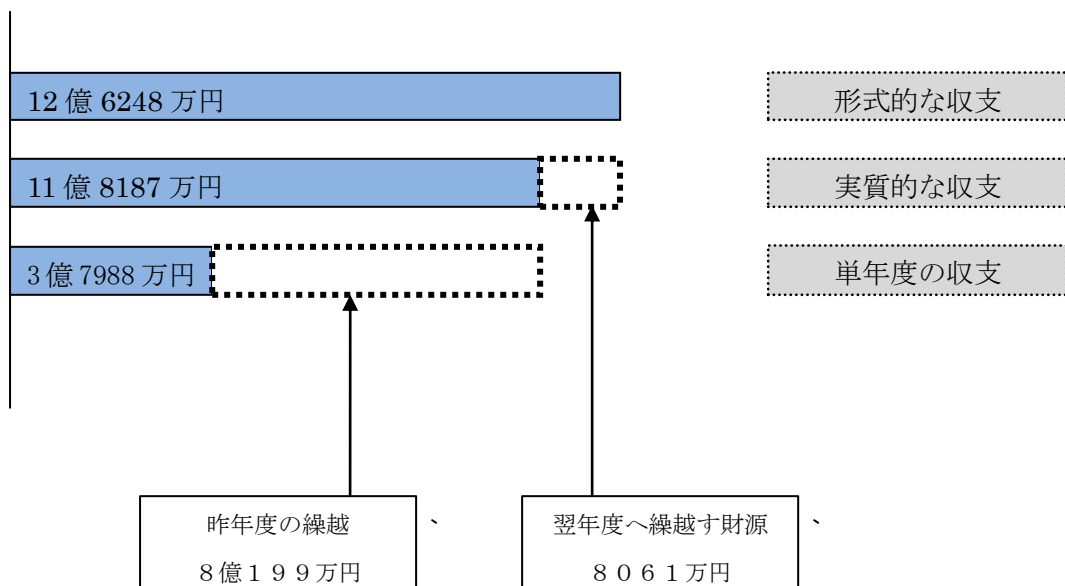 12億6248万円
形式的な収支
11億8187万円
実質的な収支
3億7988万円
単年度の収支
昨年度の繰越
8億199万円
、
翌年度へ繰越す財源
8061万円
、